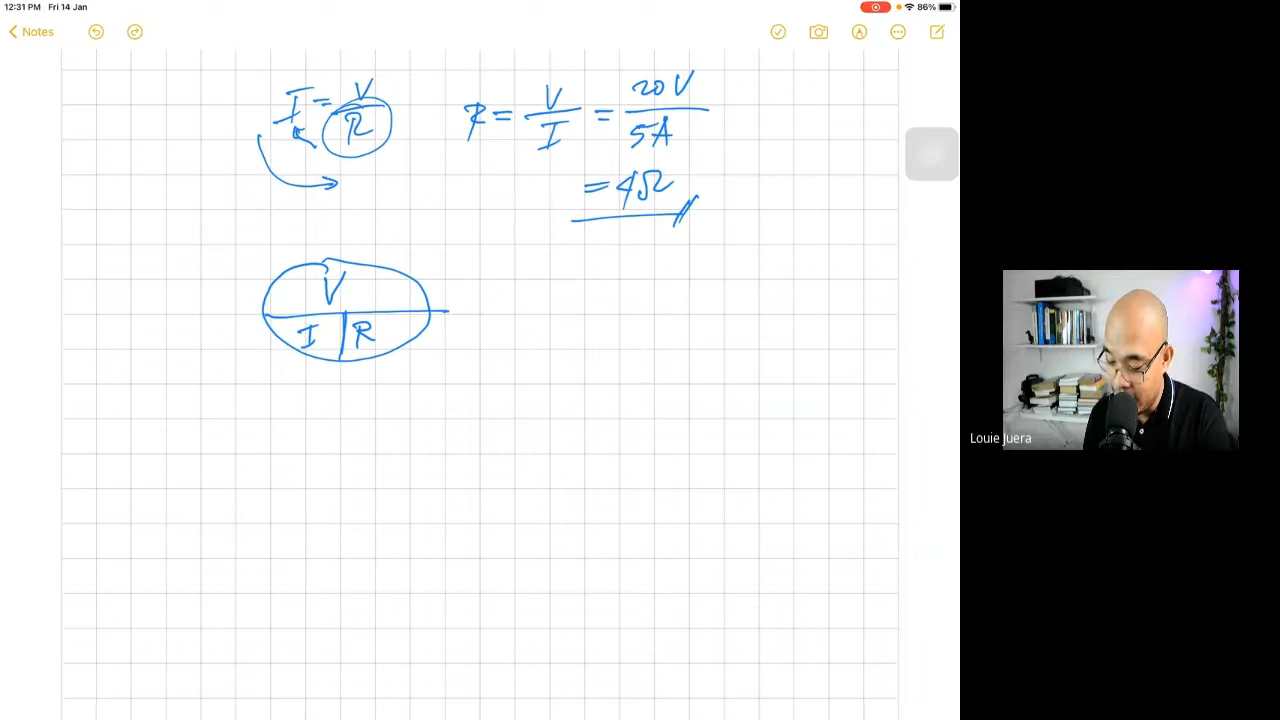 12:31 PM Fri 14 Jan
86%
Notes
I = V/R
R = V/I = 20V/5A
= 4Ω
V
I | R
Louie Juera